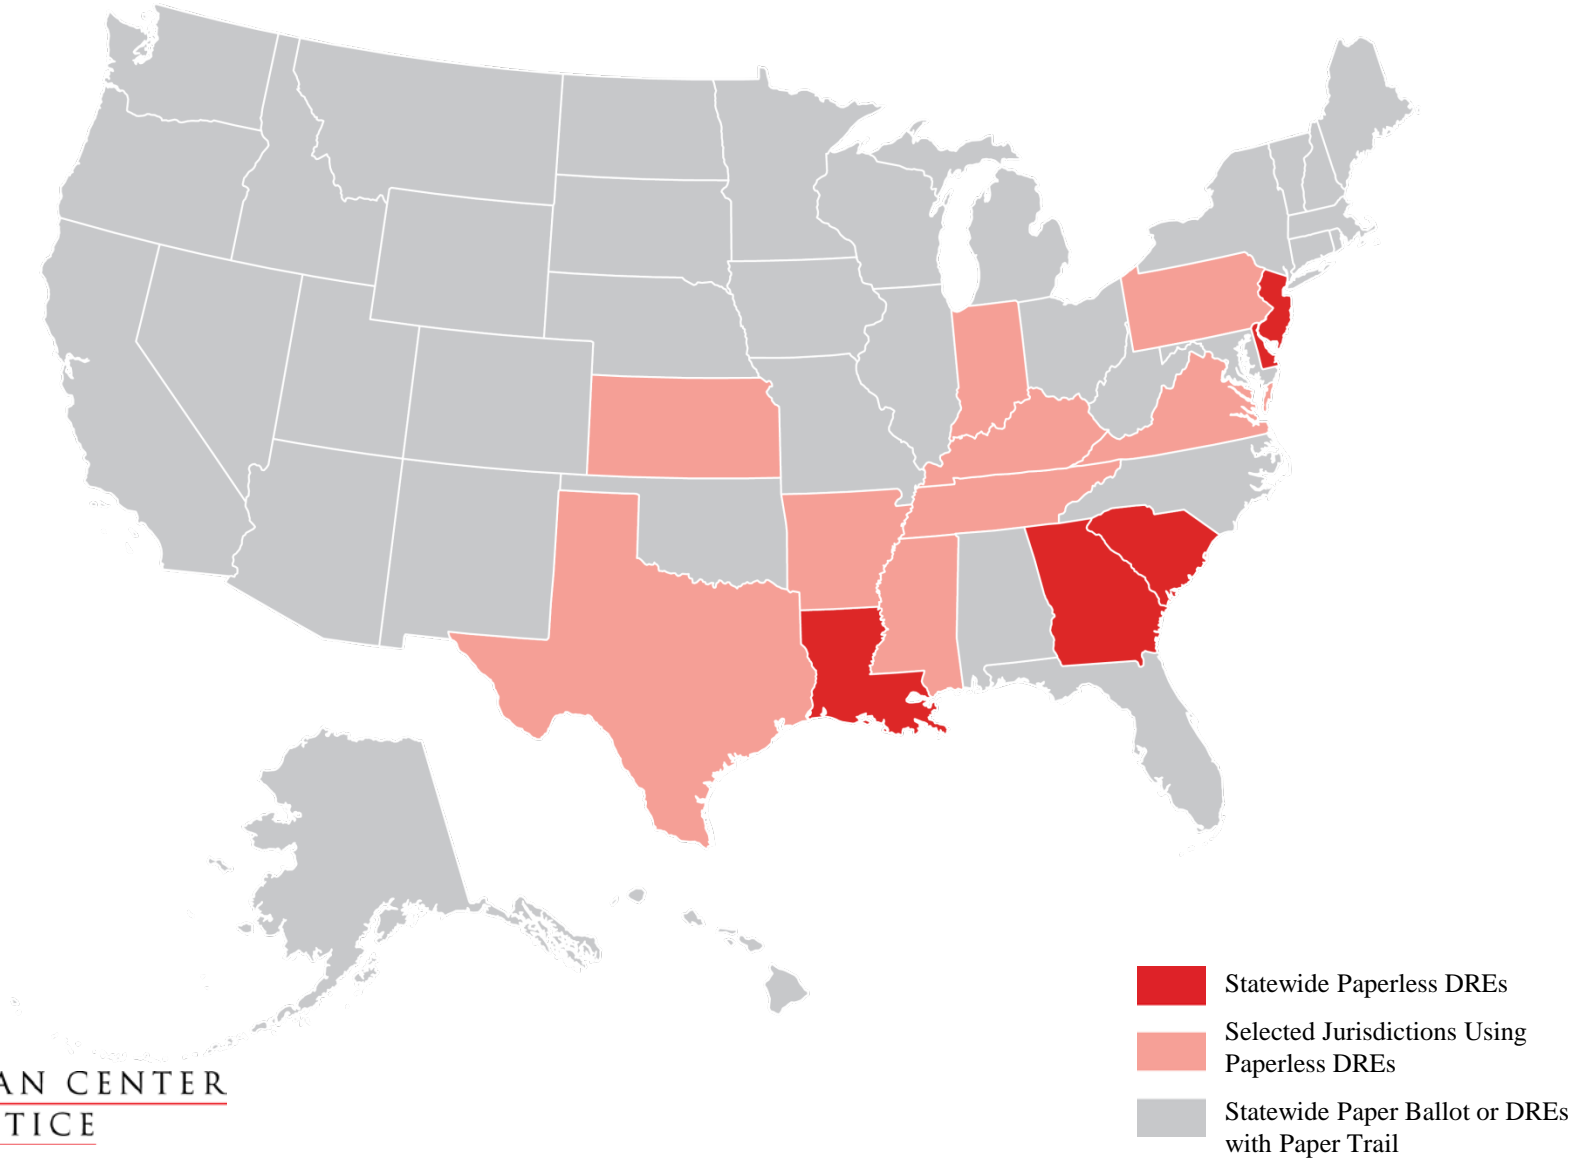 Statewide Paperless DREs
Selected Jurisdictions Using
Paperless DREs
Statewide Paper Ballot or DREs
with Paper Trail
AN CENTER
TICE